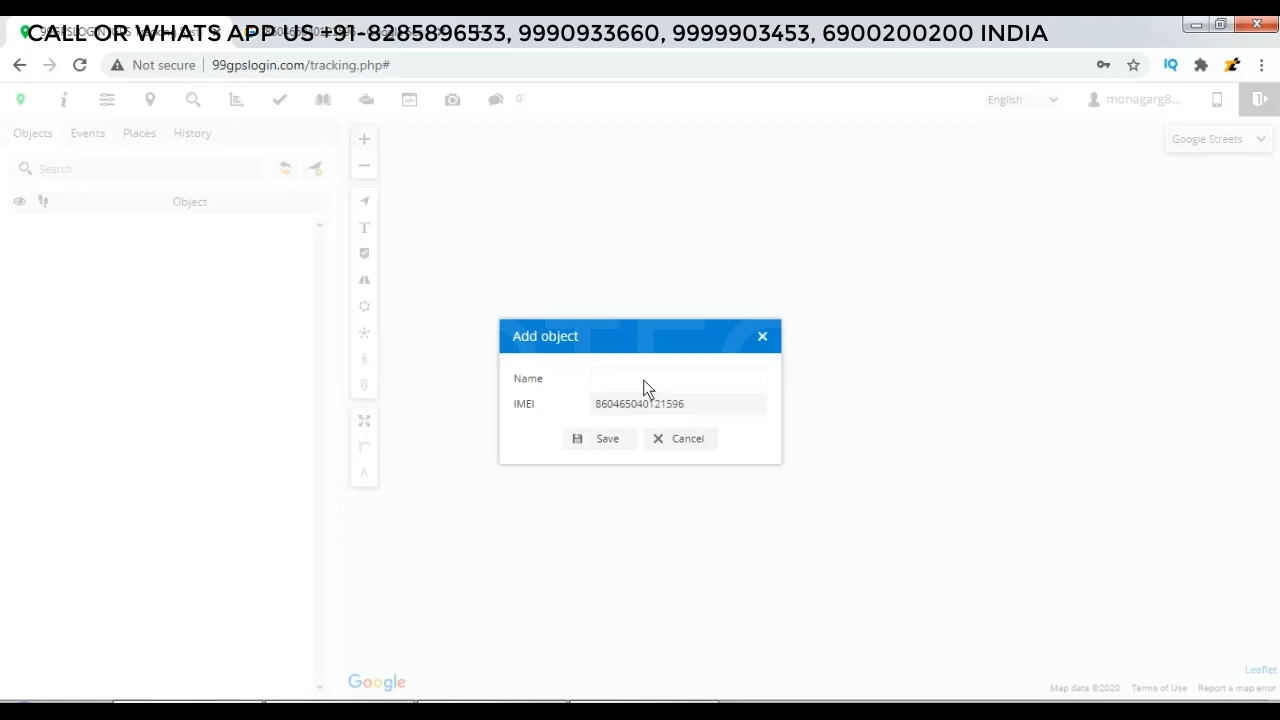 CALL OR WHATS APP US +91-8285896533, 9990933660, 9999903453, 6900200200 INDIA
Not secure
99gpslogin.com/tracking.php#
0
English
monagarg8...
Objects
Events
Places
History
Google Streets
Search
Object
Add object
Name
IMEI
860465040121596
Save
Cancel
Google
Leaflet
Map data ©2020
Terms of Use
Report a map error